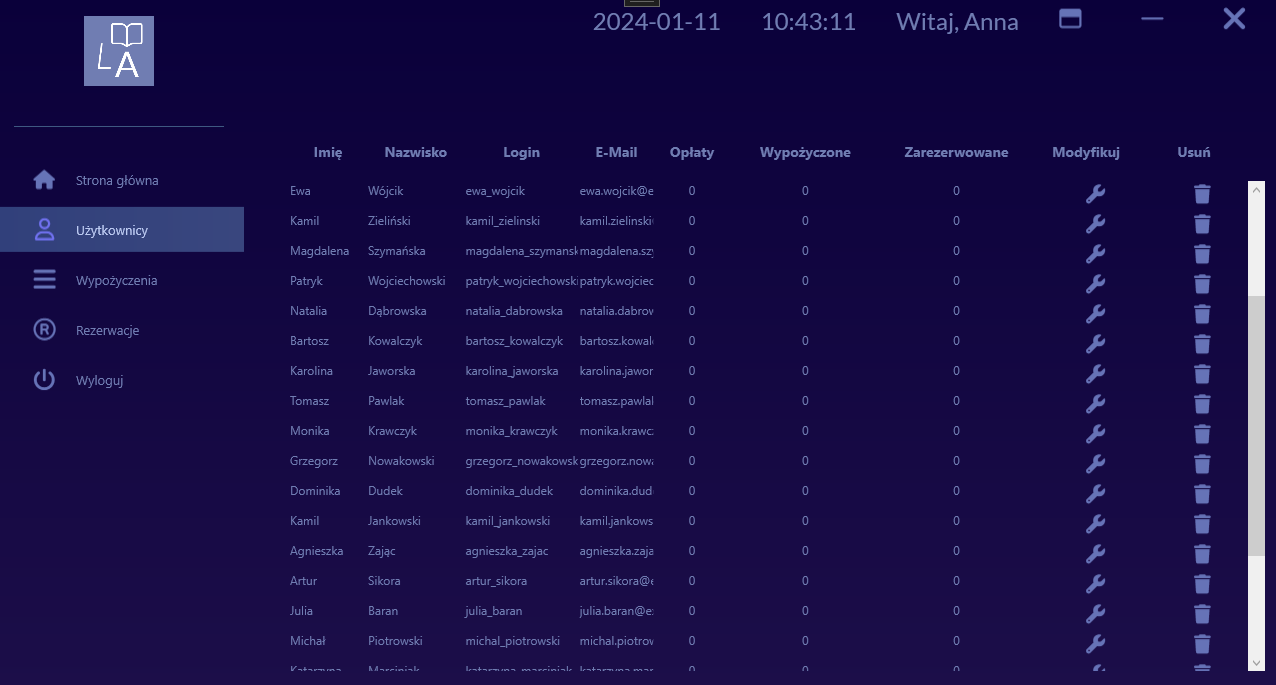 2024-01-11 10:43:11 Witaj, Anna
LA
Imię Nazwisko Login E-Mail Opłaty Wypożyczone Zarezerwowane Modyfikuj Usuń
Strona główna
Użytkownicy
Wypożyczenia
R Rezerwacje
Wyloguj
Ewa Wójcik ewa_wojcik ewa.wojcik@e 0 0 0
Kamil Zieliński kamil_zielinski kamil.zielinski 0 0 0
Magdalena Szymańska magdalena_szymansk magdalena.szy 0 0 0
Patryk Wojciechowski patryk_wojciechowski patryk.wojciec 0 0 0
Natalia Dąbrowska natalia_dabrowska natalia.dabrow 0 0 0
Bartosz Kowalczyk bartosz_kowalczyk bartosz.kowal 0 0 0
Karolina Jaworska karolina_jaworska karolina.jawor 0 0 0
Tomasz Pawlak tomasz_pawlak tomasz.pawlal 0 0 0
Monika Krawczyk monika_krawczyk monika.krawc 0 0 0
Grzegorz Nowakowski grzegorz_nowakowsk grzegorz.nowa 0 0 0
Dominika Dudek dominika_dudek dominika.dud 0 0 0
Kamil Jankowski kamil_jankowski kamil.jankows 0 0 0
Agnieszka Zając agnieszka_zajac agnieszka.zaja 0 0 0
Artur Sikora artur_sikora artur.sikora@e 0 0 0
Julia Baran julia_baran julia.baran@e 0 0 0
Michał Piotrowski michal_piotrowski michal.piotrow 0 0 0
Katarzyna Marciniak katarzyna_marciniak katarzyna.mar 0 0 0